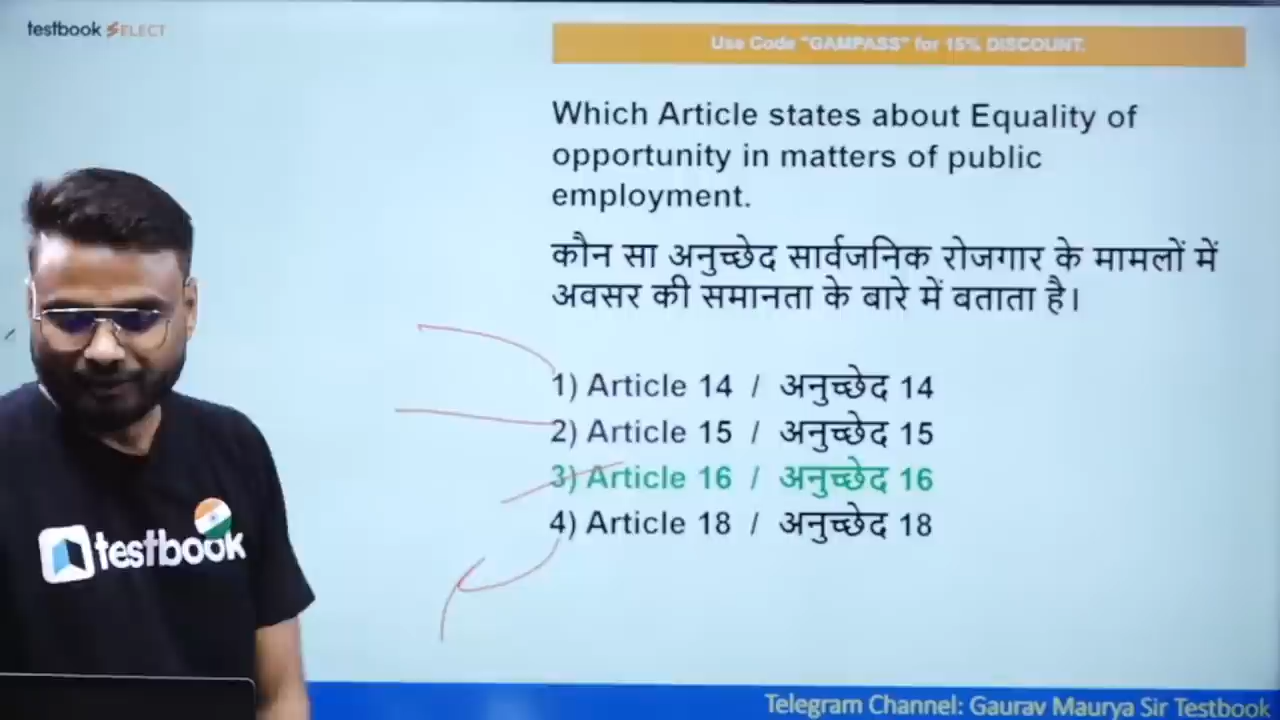 testbook SELECT
Use Code "GAMPASS" for 15% DISCOUNT.
Which Article states about Equality of
opportunity in matters of public
employment.
कौन सा अनुच्छेद सार्वजनिक रोजगार के मामलों में
अवसर की समानता के बारे में बताता है।
1) Article 14 / अनुच्छेद 14
2) Article 15 / अनुच्छेद 15
3) Article 16 / अनुच्छेद 16
4) Article 18 / अनुच्छेद 18
testbook
Telegram Channel: Gaurav Maurya Sir Testbook